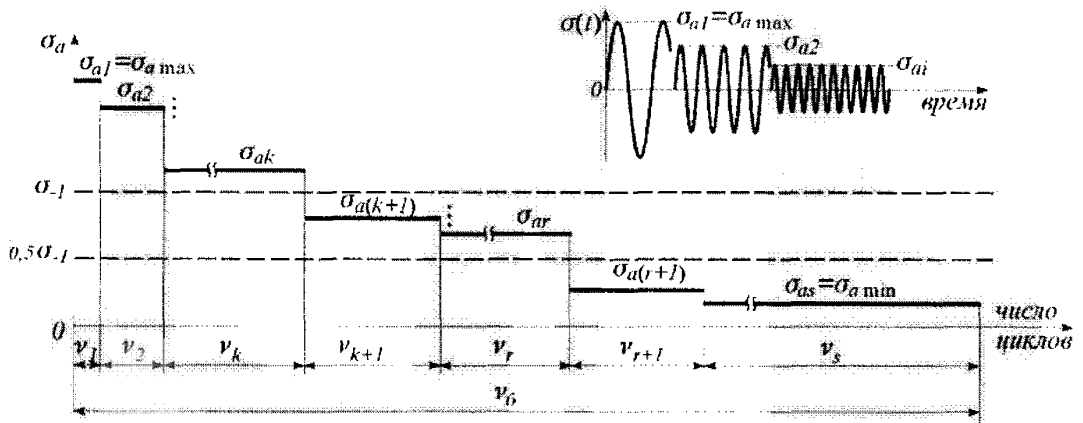 σ(t)
σa1=σa max
σa2
σai
0
время
σa
σa1=σa max
σa2
σak
σ-1
σa(k+1)
σar
0,5σ-1
σa(r+1)
σas=σa min
0
число
циклов
ν1
ν2
νk
νk+1
νr
νr+1
νs
νб